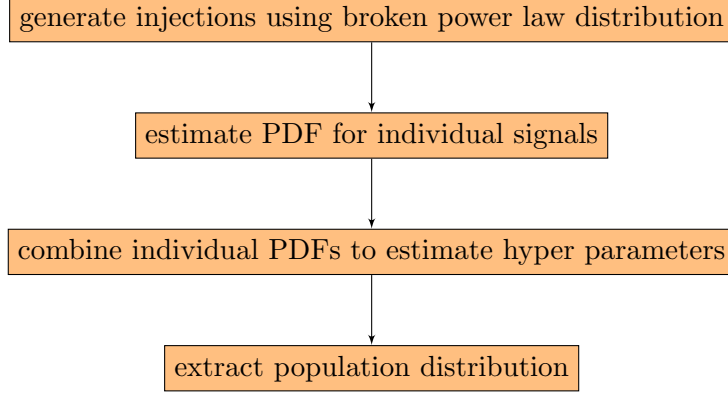 generate injections using broken power law distribution
estimate PDF for individual signals
combine individual PDFs to estimate hyper parameters
extract population distribution